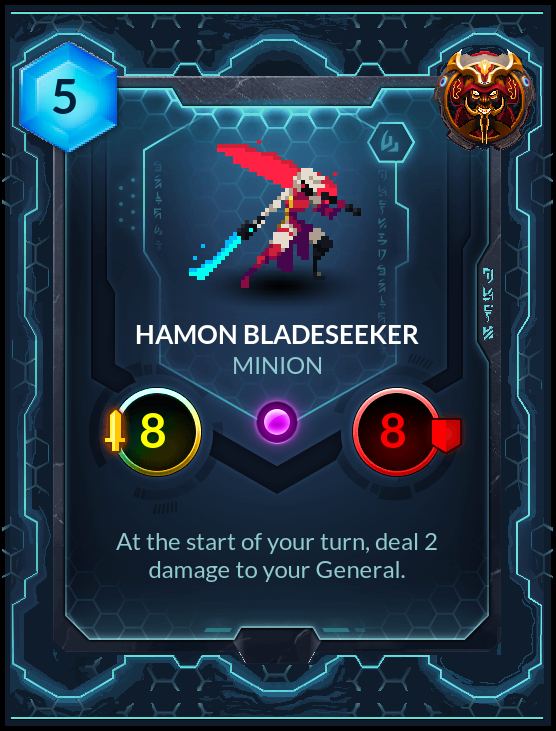 5
HAMON BLADESEEKER
MINION
8
8
At the start of your turn, deal 2
damage to your General.